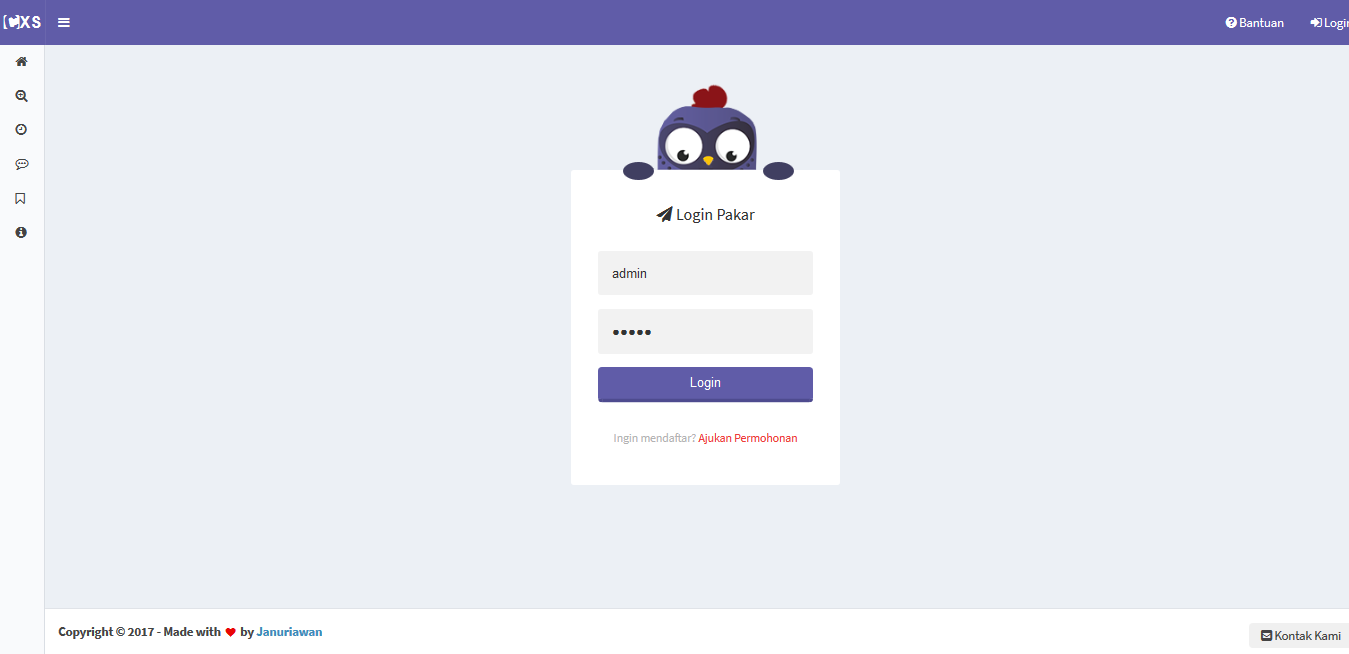 XS
Bantuan
Login
Login Pakar
admin
Login
Ingin mendaftar? Ajukan Permohonan
Copyright © 2017 - Made with ❤ by Januriawan
Kontak Kami